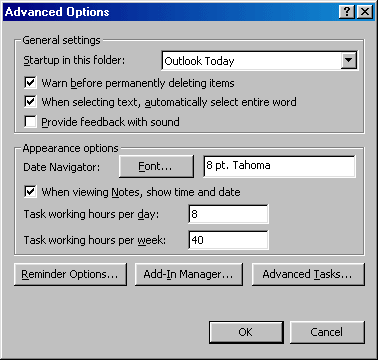 Advanced Options
General settings
Startup in this folder: Outlook Today
Warn before permanently deleting items
When selecting text, automatically select entire word
Provide feedback with sound
Appearance options
Date Navigator: Font... 8 pt. Tahoma
When viewing Notes, show time and date
Task working hours per day: 8
Task working hours per week: 40
Reminder Options... Add-In Manager... Advanced Tasks...
OK Cancel